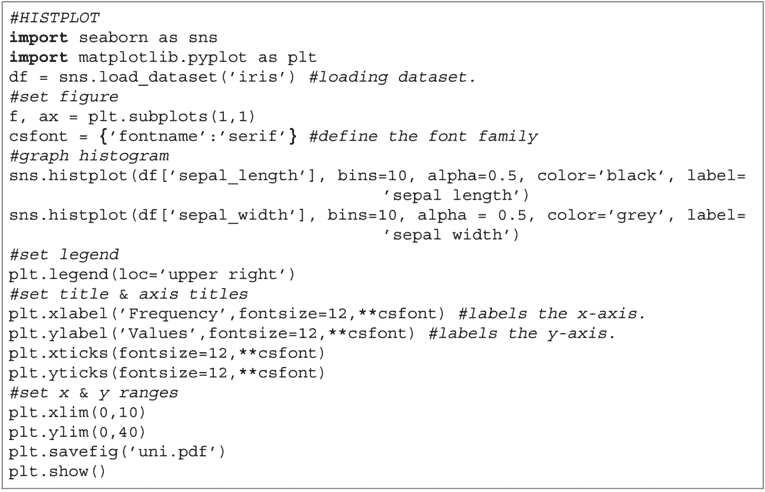 #HISTPLOT
import seaborn as sns
import matplotlib.pyplot as plt
df = sns.load_dataset('iris') #loading dataset.
#set figure
f, ax = plt.subplots(1,1)
csfont = {'fontname':'serif'} #define the font family
#graph histogram
sns.histplot(df['sepal_length'], bins=10, alpha=0.5, color='black', label=
'sepal length')
sns.histplot(df['sepal_width'], bins=10, alpha = 0.5, color='grey', label=
'sepal width')
#set legend
plt.legend(loc='upper right')
#set title & axis titles
plt.xlabel('Frequency',fontsize=12,**csfont) #labels the x-axis.
plt.ylabel('Values',fontsize=12,**csfont) #labels the y-axis.
plt.xticks(fontsize=12,**csfont)
plt.yticks(fontsize=12,**csfont)
#set x & y ranges
plt.xlim(0,10)
plt.ylim(0,40)
plt.savefig('uni.pdf')
plt.show()